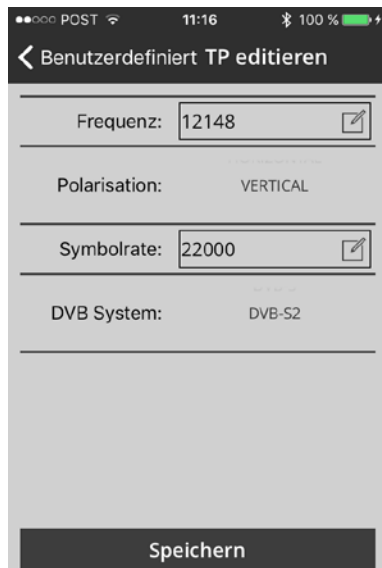 POST 11:16 100 %
Benutzerdefiniert TP editieren
Frequenz: 12148
Polarisation: VERTICAL
Symbolrate: 22000
DVB System: DVB-S2
Speichern